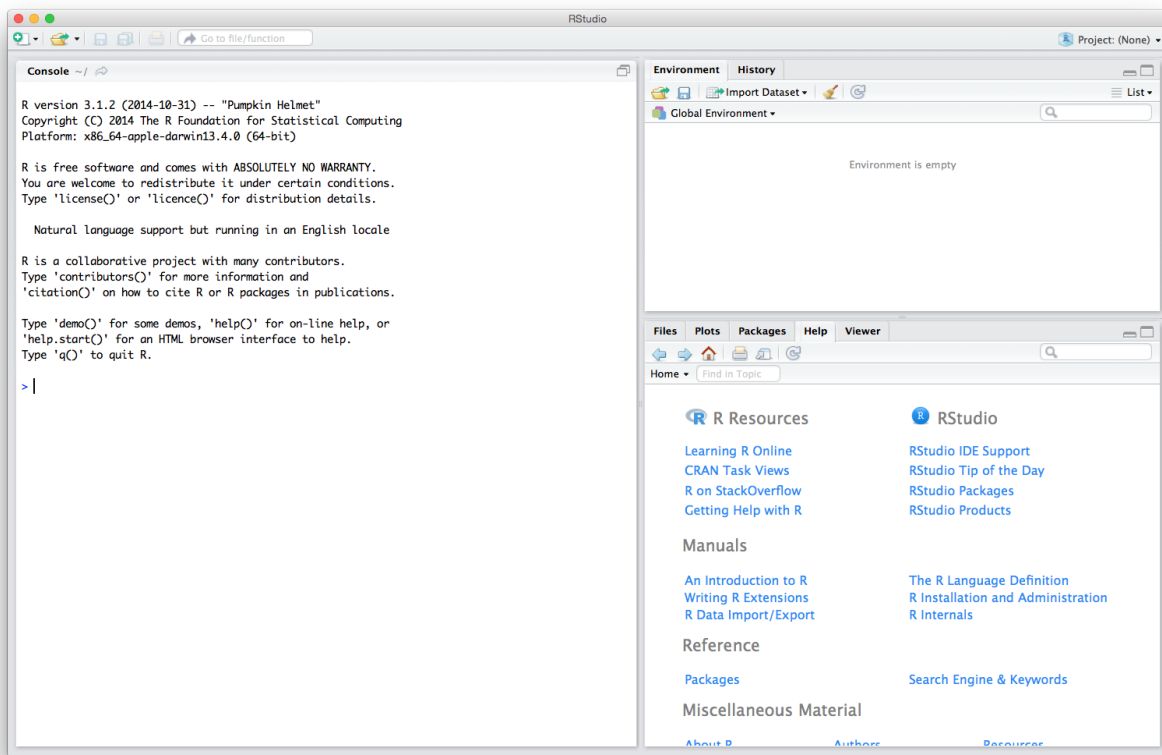 RStudio
Go to file/function
Project: (None)
Console ~/
R version 3.1.2 (2014-10-31) -- "Pumpkin Helmet"
Copyright (C) 2014 The R Foundation for Statistical Computing
Platform: x86_64-apple-darwin13.4.0 (64-bit)
R is free software and comes with ABSOLUTELY NO WARRANTY.
You are welcome to redistribute it under certain conditions.
Type 'license()' or 'licence()' for distribution details.
Natural language support but running in an English locale
R is a collaborative project with many contributors.
Type 'contributors()' for more information and
'citation()' on how to cite R or R packages in publications.
Type 'demo()' for some demos, 'help()' for on-line help, or
'help.start()' for an HTML browser interface to help.
Type 'q()' to quit R.
>
Environment History
Import Dataset List
Global Environment
Environment is empty
Files Plots Packages Help Viewer
Home Find in Topic
R R Resources R RStudio
Learning R Online RStudio IDE Support
CRAN Task Views RStudio Tip of the Day
R on StackOverflow RStudio Packages
Getting Help with R RStudio Products
Manuals
An Introduction to R The R Language Definition
Writing R Extensions R Installation and Administration
R Data Import/Export R Internals
Reference
Packages Search Engine & Keywords
Miscellaneous Material
About R Authors Resources